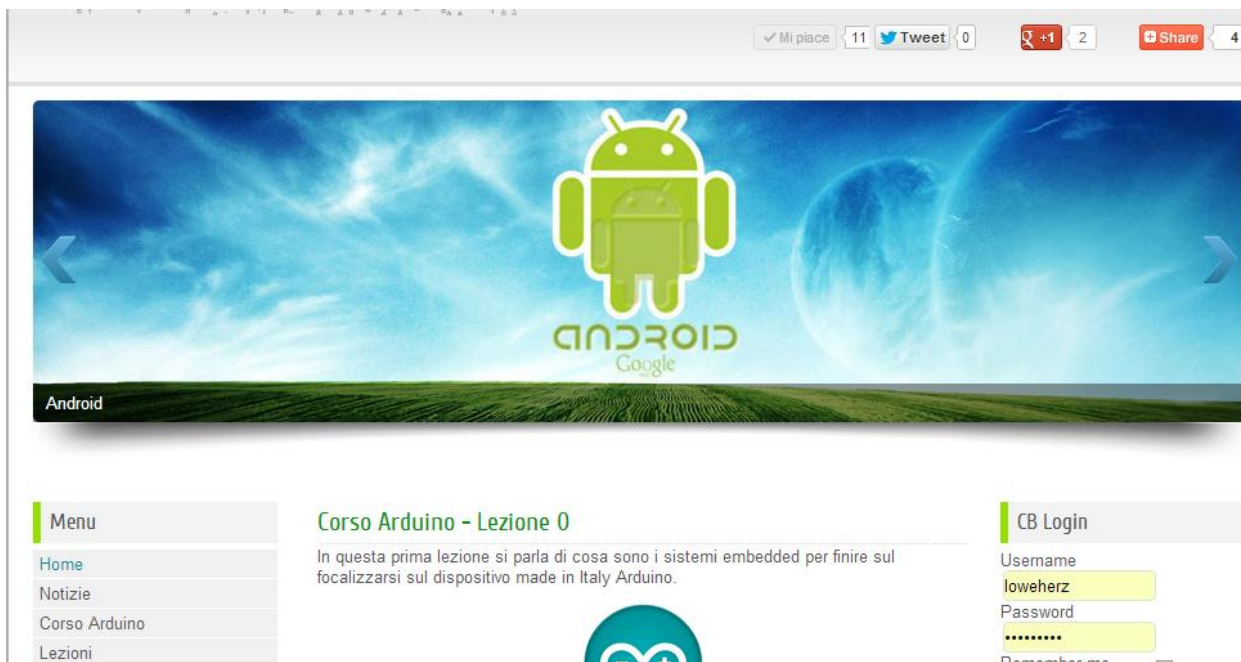 Mi piace 11 Tweet 0 +1 2 Share 4
ANDROID
Google
Android
Menu
Home
Notizie
Corso Arduino
Lezioni
Corso Arduino - Lezione 0
In questa prima lezione si parla di cosa sono i sistemi embedded per finire sul
focalizzarsi sul dispositivo made in Italy Arduino.
CB Login
Username
loweherz
Password
•••••••••
Remember me